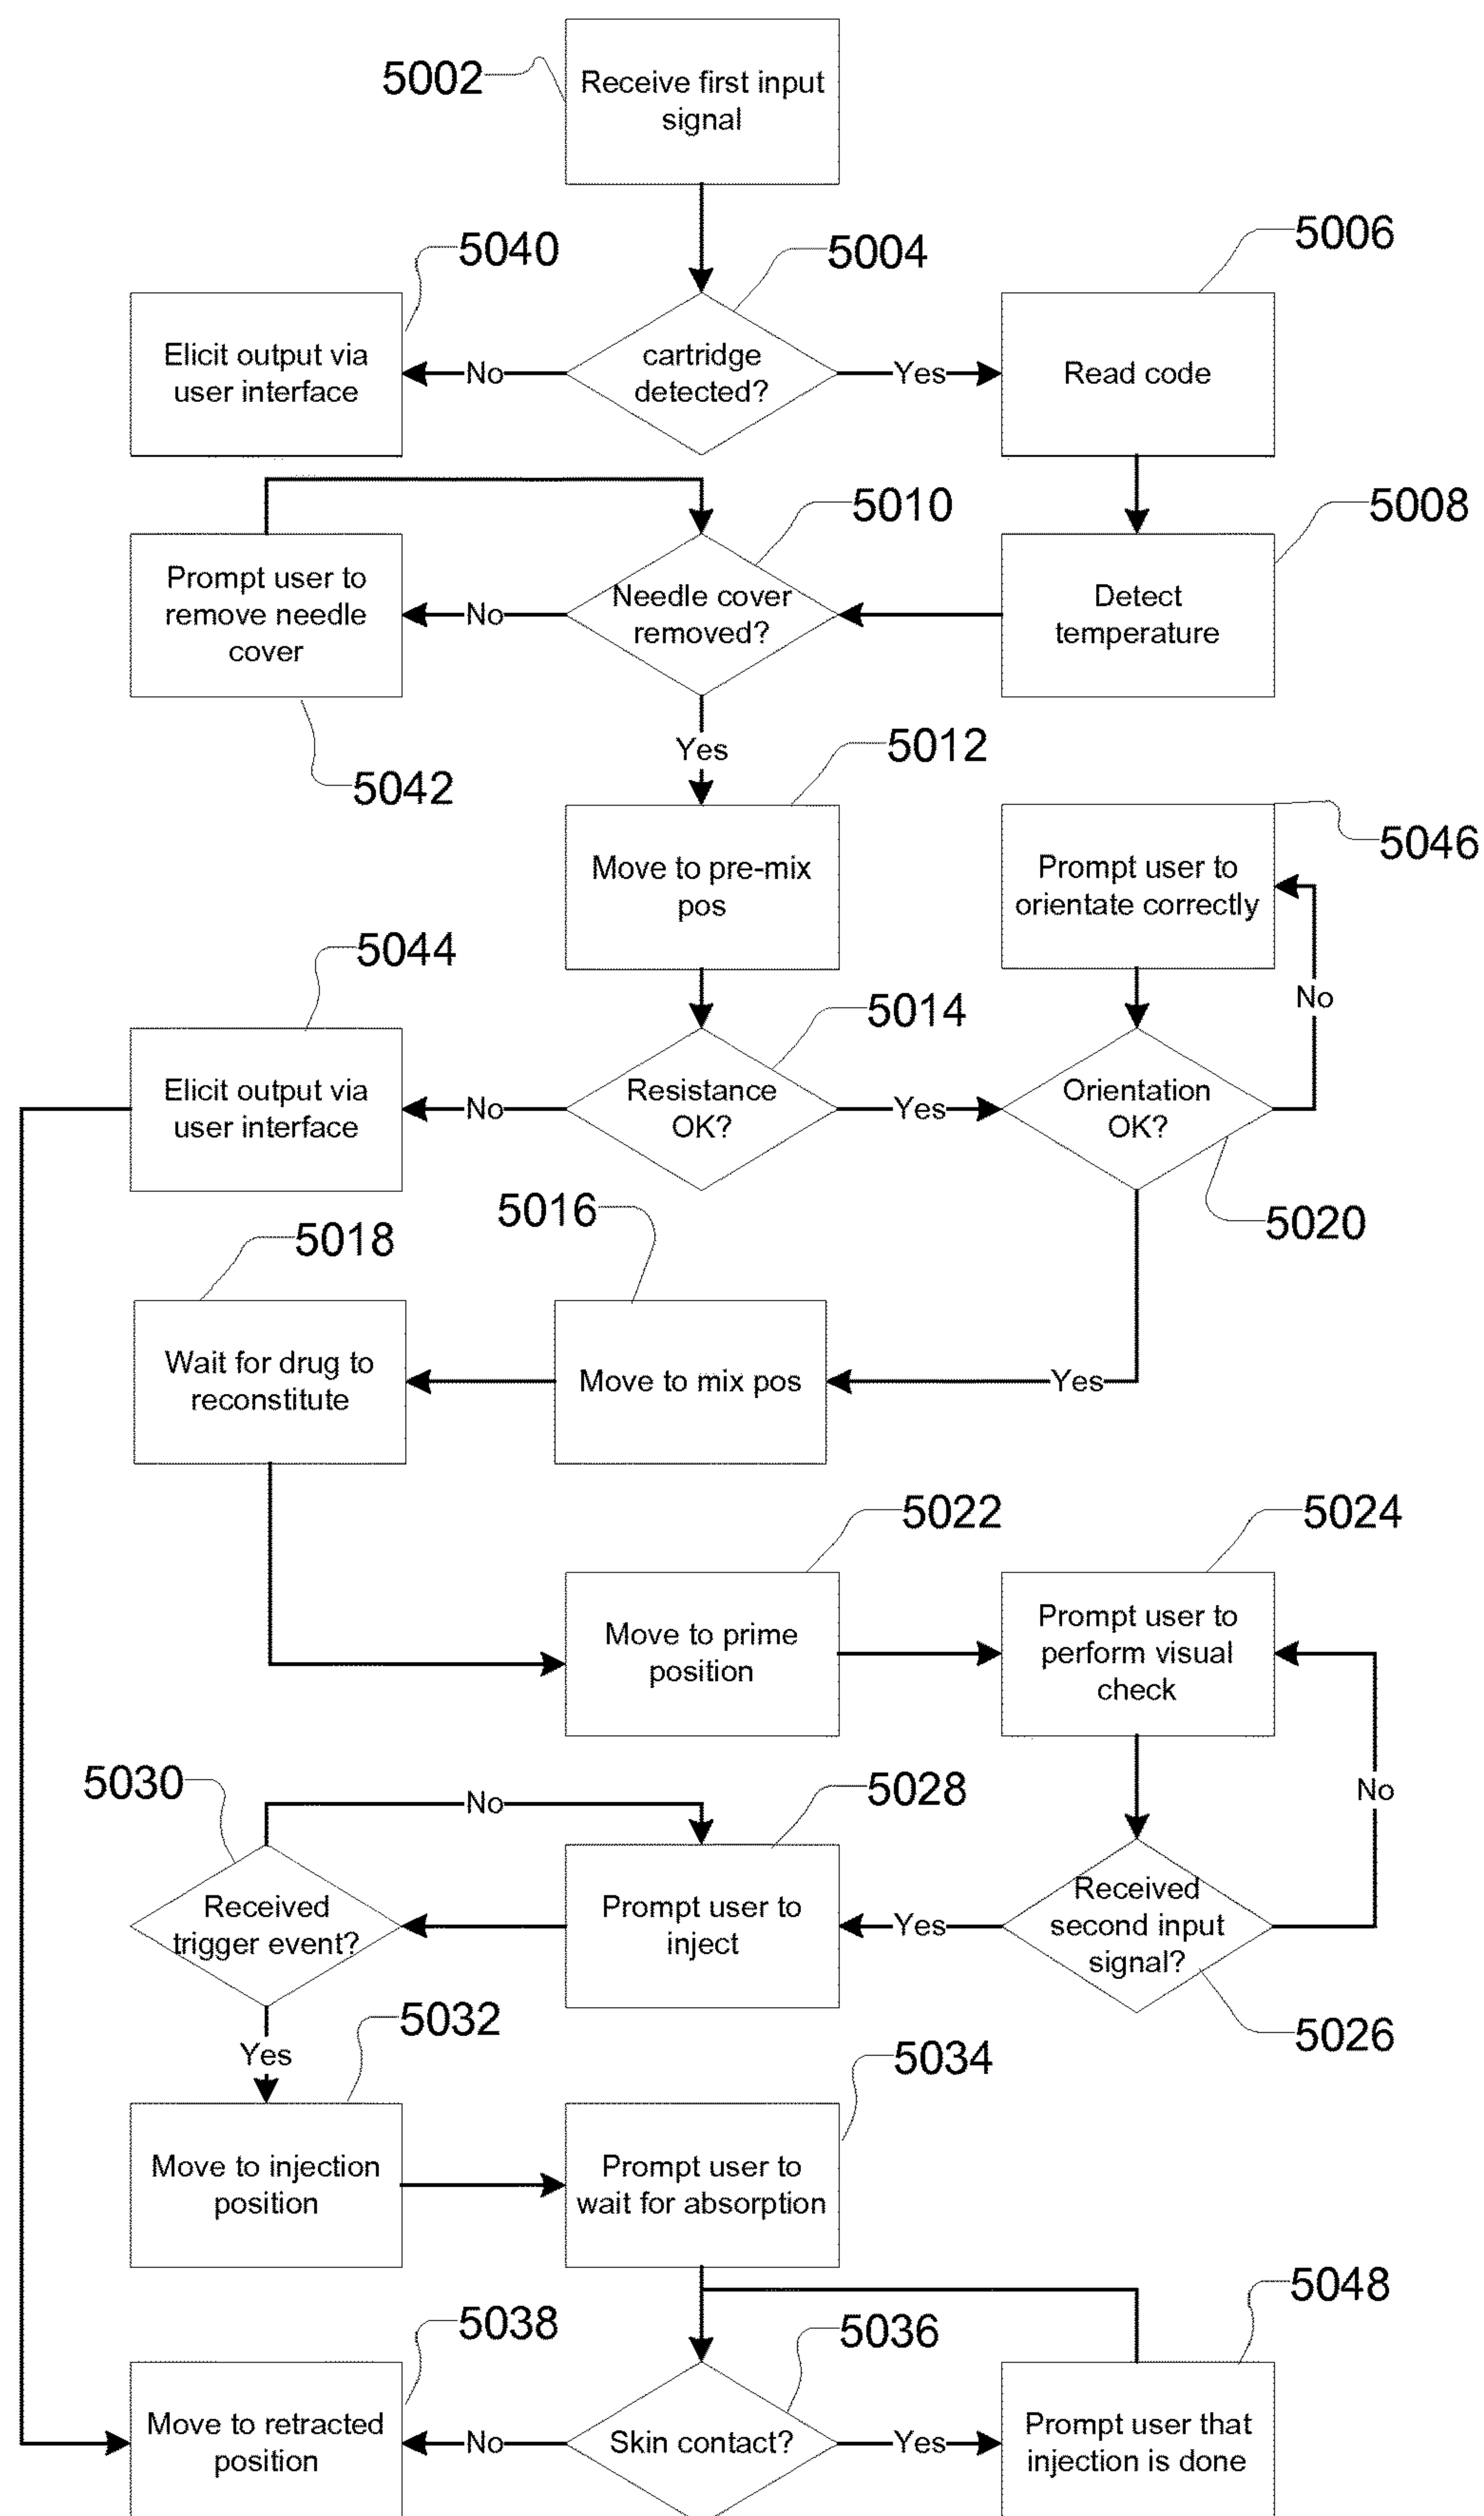 5002
Receive first input
signal
5040
5004
5006
Elicit output via
user interface
No
cartridge
detected?
Yes
Read code
5010
5008
Prompt user to
remove needle
cover
No
Needle cover
removed?
Detect
temperature
5042
Yes
5012
5046
Move to pre-mix
pos
Prompt user to
orientate correctly
5044
5014
No
Elicit output via
user interface
No
Resistance
OK?
Yes
Orientation
OK?
5018
5016
5020
Wait for drug to
reconstitute
Move to mix pos
Yes
5022
5024
Move to prime
position
Prompt user to
perform visual
check
5030
No
5028
No
Received
trigger event?
Prompt user to
inject
Yes
Received
second input
signal?
Yes
5032
5034
5026
Move to injection
position
Prompt user to
wait for absorption
5038
5036
5048
Move to retracted
position
No
Skin contact?
Yes
Prompt user that
injection is done